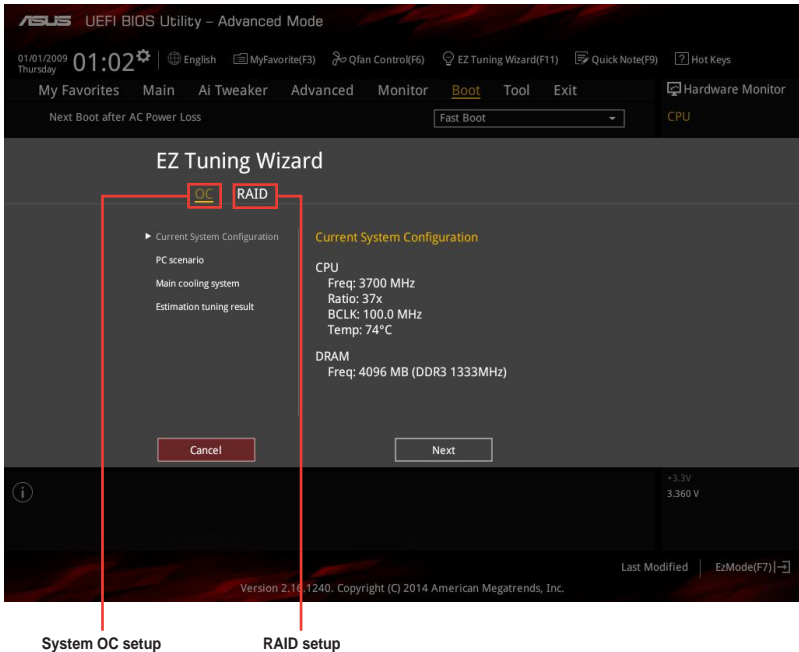 ASUS UEFI BIOS Utility – Advanced Mode
01/01/2009
Thursday
01:02
English
MyFavorite(F3)
Qfan Control(F6)
EZ Tuning Wizard(F11)
Quick Note(F9)
? Hot Keys
My Favorites Main Ai Tweaker Advanced Monitor Boot Tool Exit
Hardware Monitor
Next Boot after AC Power Loss
Fast Boot
CPU
EZ Tuning Wizard
OC RAID
Current System Configuration
PC scenario
Main cooling system
Estimation tuning result
Current System Configuration
CPU
Freq: 3700 MHz
Ratio: 37x
BCLK: 100.0 MHz
Temp: 74°C
DRAM
Freq: 4096 MB (DDR3 1333MHz)
Cancel
Next
i
+3.3V
3.360 V
Last Modified
EzMode(F7)
Version 2.16.1240. Copyright (C) 2014 American Megatrends, Inc.
System OC setup
RAID setup